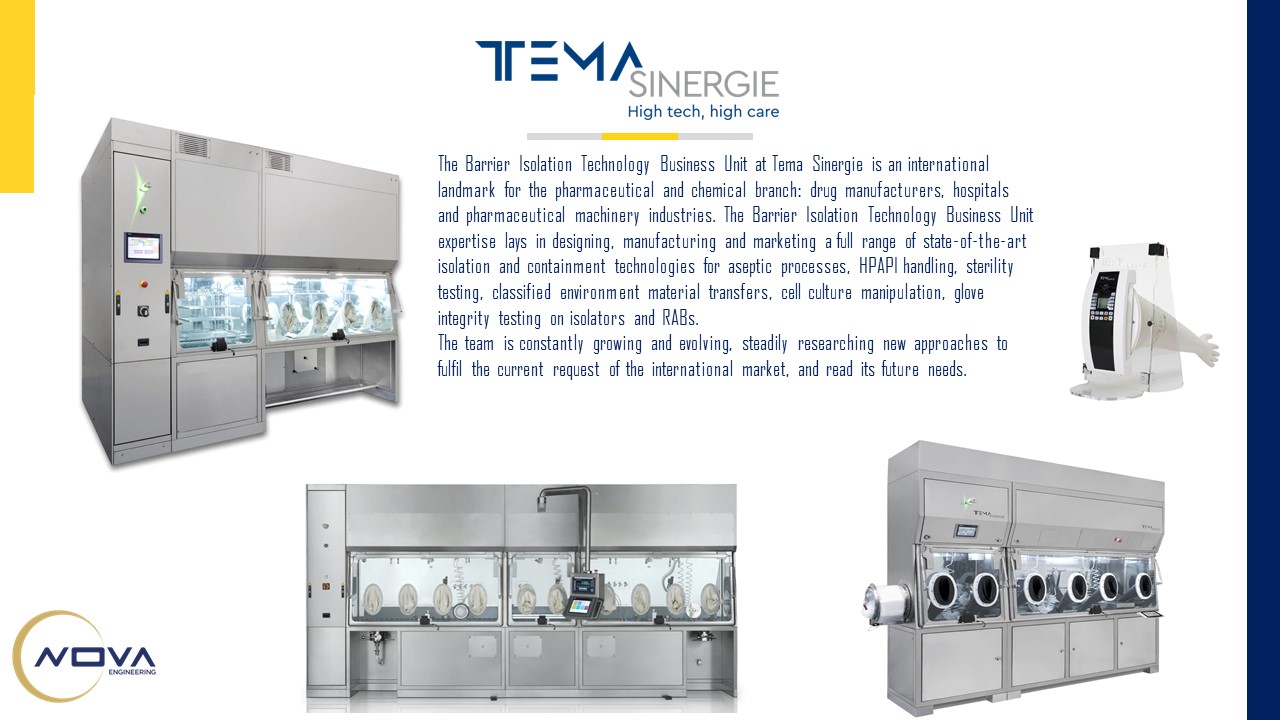 TEMA
SINERGIE
High tech, high care
The Barrier Isolation Technology Business Unit at Tema Sinergie is an international
landmark for the pharmaceutical and chemical branch: drug manufacturers, hospitals
and pharmaceutical machinery industries. The Barrier Isolation Technology Business Unit
expertise lays in designing, manufacturing and marketing a full range of state-of-the-art
isolation and containment technologies for aseptic processes, HPAPI handling, sterility
testing, classified environment material transfers, cell culture manipulation, glove
integrity testing on isolators and RABs.
The team is constantly growing and evolving, steadily researching new approaches to
fulfil the current request of the international market, and read its future needs.
TEMA
TEMA
NOVA
ENGINEERING